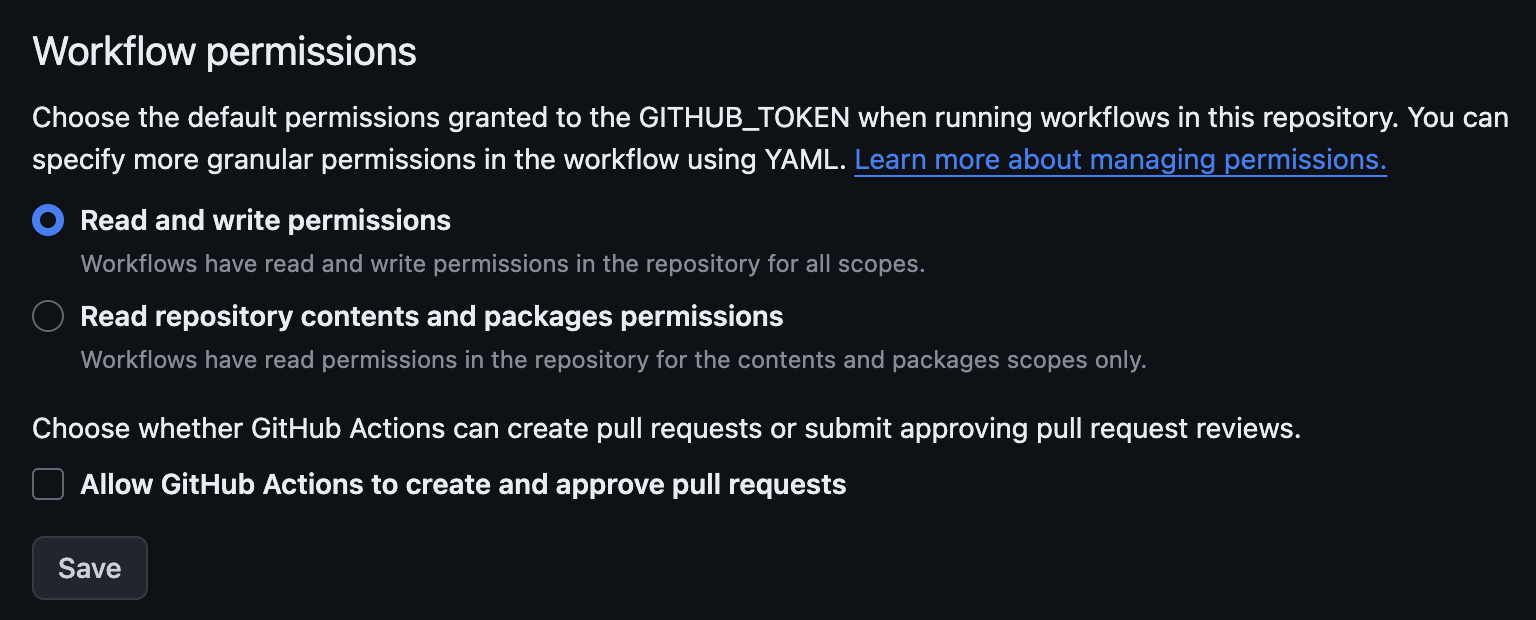 Workflow permissions
Choose the default permissions granted to the GITHUB_TOKEN when running workflows in this repository. You can
specify more granular permissions in the workflow using YAML. Learn more about managing permissions.
Read and write permissions
Workflows have read and write permissions in the repository for all scopes.
Read repository contents and packages permissions
Workflows have read permissions in the repository for the contents and packages scopes only.
Choose whether GitHub Actions can create pull requests or submit approving pull request reviews.
Allow GitHub Actions to create and approve pull requests
Save